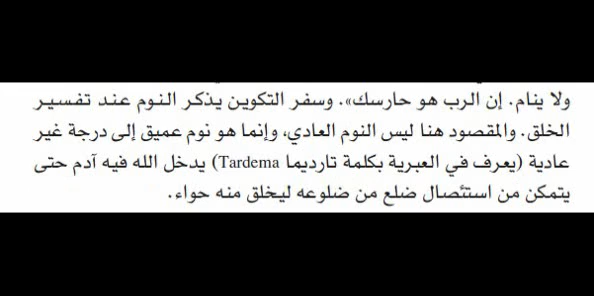 ولا ينام. إن الرب هو حارسك». وسفر التكوين يذكر النوم عند تفسير
الخلق. والمقصود هنا ليس النوم العادي، وإنما هو نوم عميق إلى درجة غير
عادية (يعرف في العبرية بكلمة تارديما Tardema) يدخل الله فيه آدم حتى
يتمكن من استئصال ضلع من ضلوعه ليخلق منه حواء.